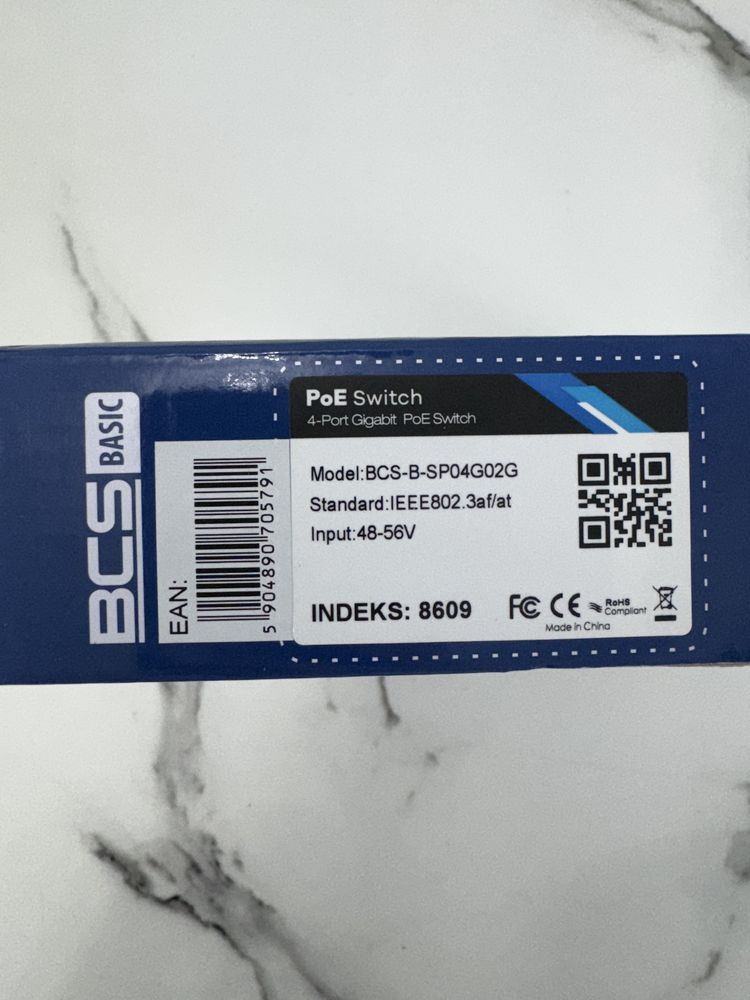 BCS BASIC
EAN:
5 904890 705791
PoE Switch
4-Port Gigabit PoE Switch
Model:BCS-B-SP04G02G
Standard:IEEE802.3af/at
Input:48-56V
INDEKS: 8609
FC CE RoHS
Compliant
Made in China